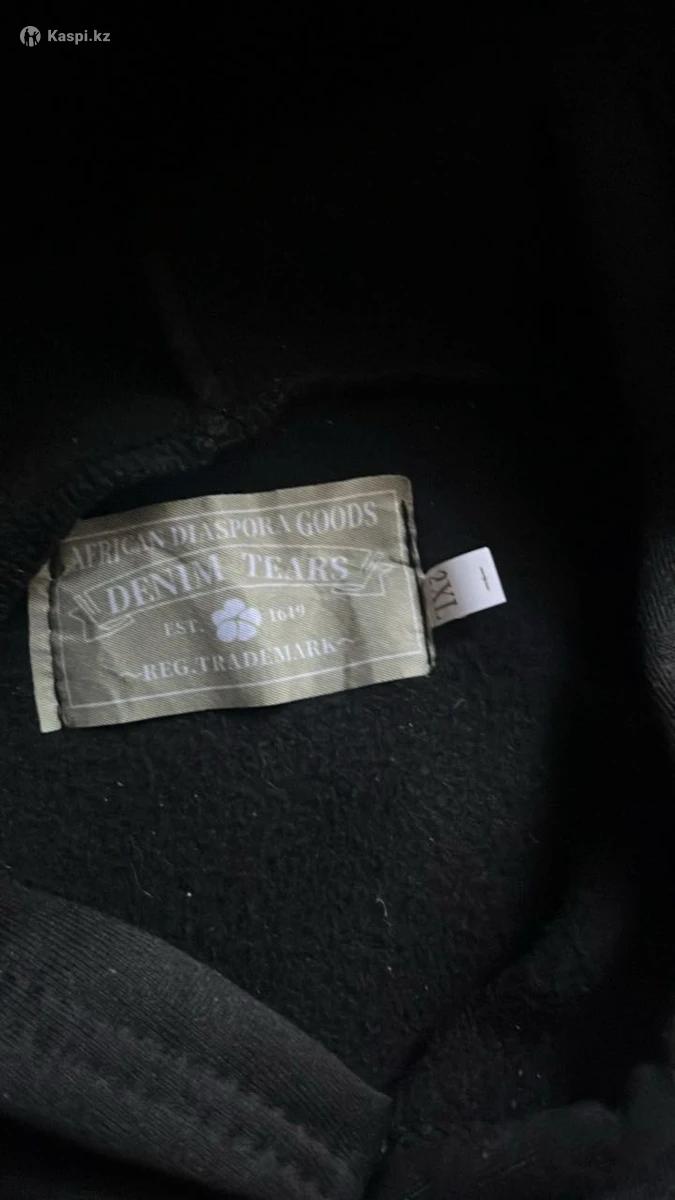 Kaspi.kz
AFRICAN DIASPORA GOODS
DENIM TEARS
EST. 1619
~REG.TRADEMARK~
2XL